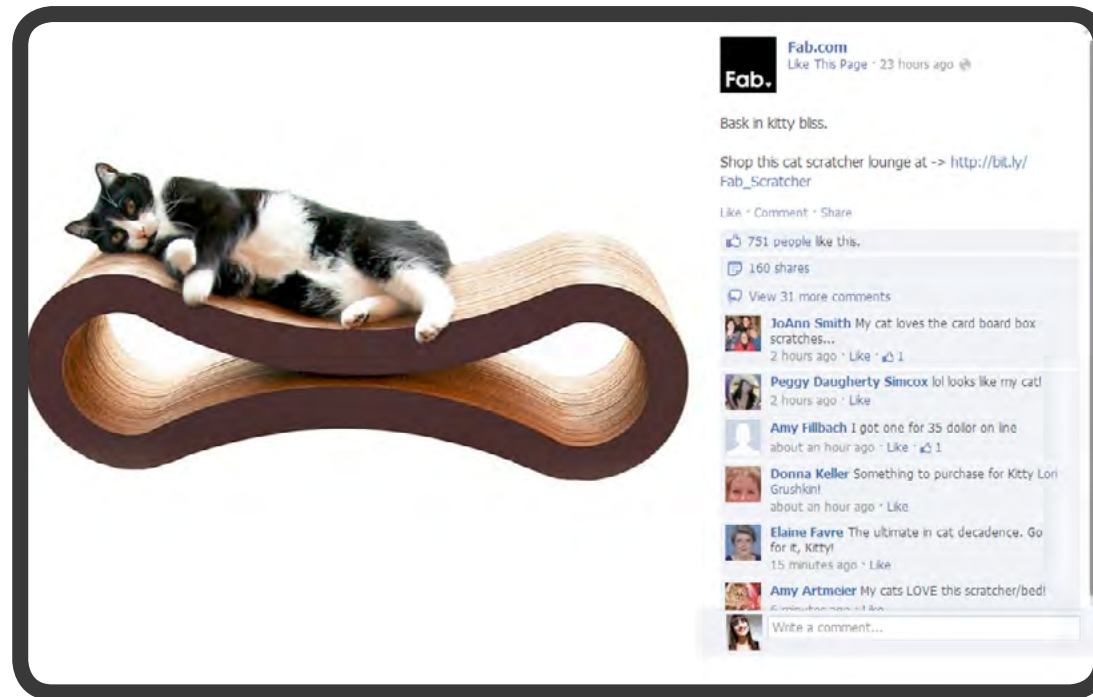 Fab.
Fab.com
Like This Page · 23 hours ago
Bask in kitty bliss.
Shop this cat scratcher lounge at -> http://bit.ly/
Fab_Scratcher
Like · Comment · Share
751 people like this.
160 shares
View 31 more comments
JoAnn Smith My cat loves the card board box
scratches...
2 hours ago · Like · 1
Peggy Daugherty Simcox lol looks like my cat!
2 hours ago · Like
Amy Fillbach I got one for 35 dollor on line
about an hour ago · Like · 1
Donna Keller Something to purchase for Kitty Lori
Grushkin!
about an hour ago · Like
Elaine Favre The ultimate in cat decadence. Go
for it, Kitty!
15 minutes ago · Like
Amy Artmeier My cats LOVE this scratcher/bed!
6 minutes ago · Like
Write a comment...